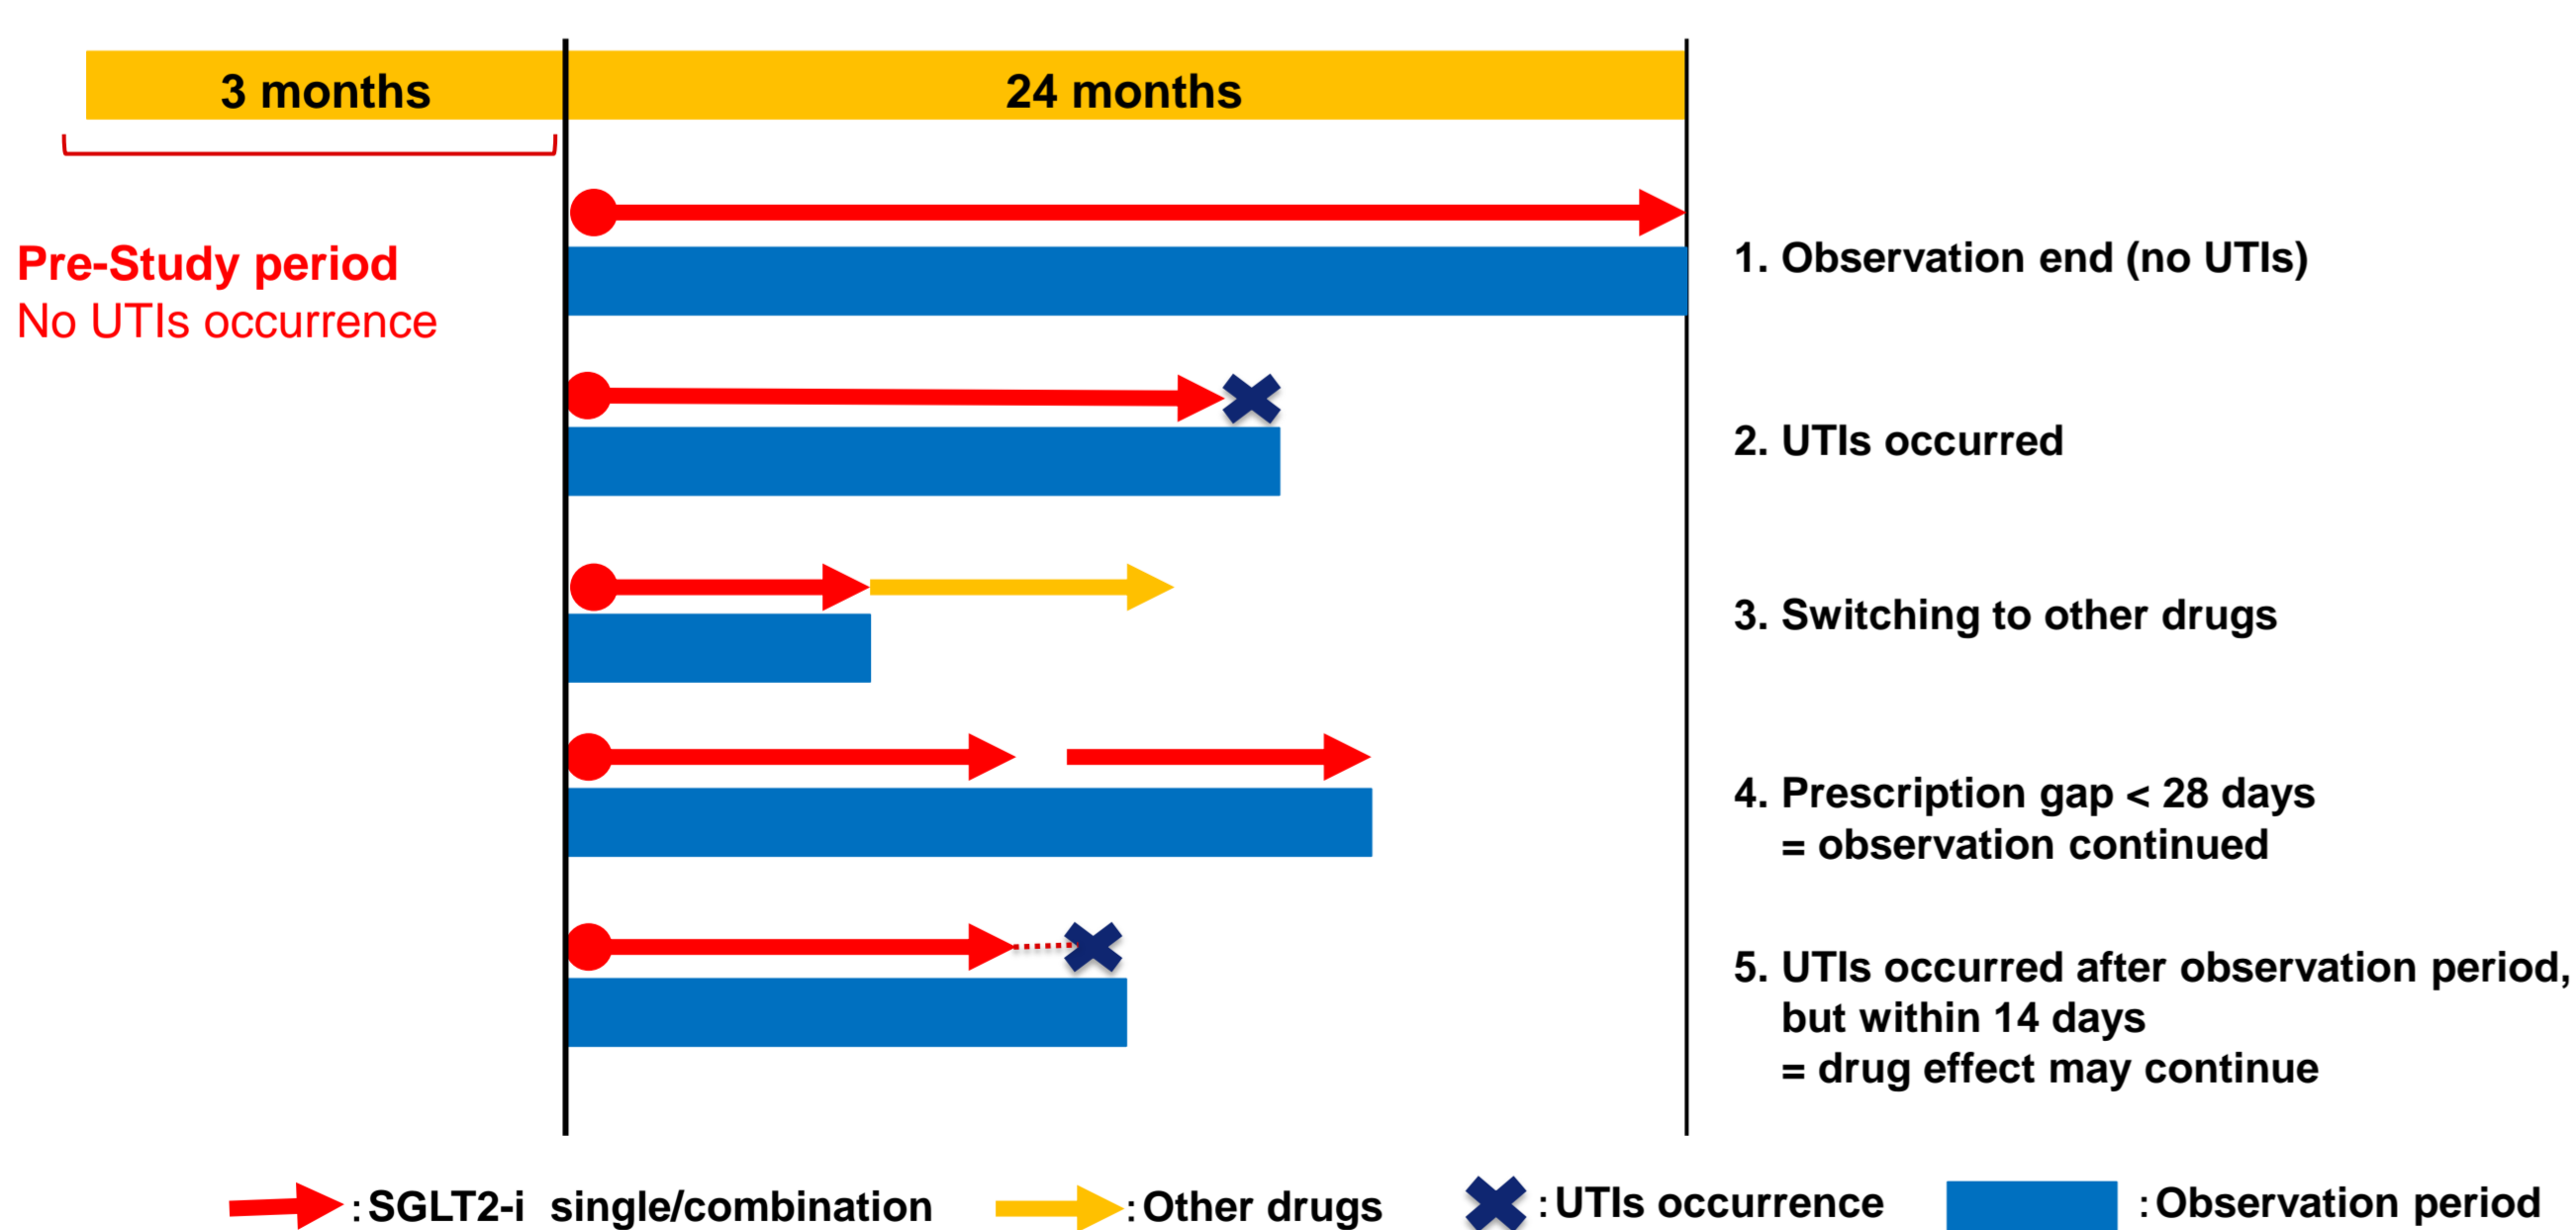 3 months
24 months
Pre-Study period
No UTIs occurrence
1. Observation end (no UTIs)
2. UTIs occurred
3. Switching to other drugs
4. Prescription gap < 28 days
= observation continued
5. UTIs occurred after observation period,
but within 14 days
= drug effect may continue
: SGLT2-i single/combination
: Other drugs
: UTIs occurrence
: Observation period